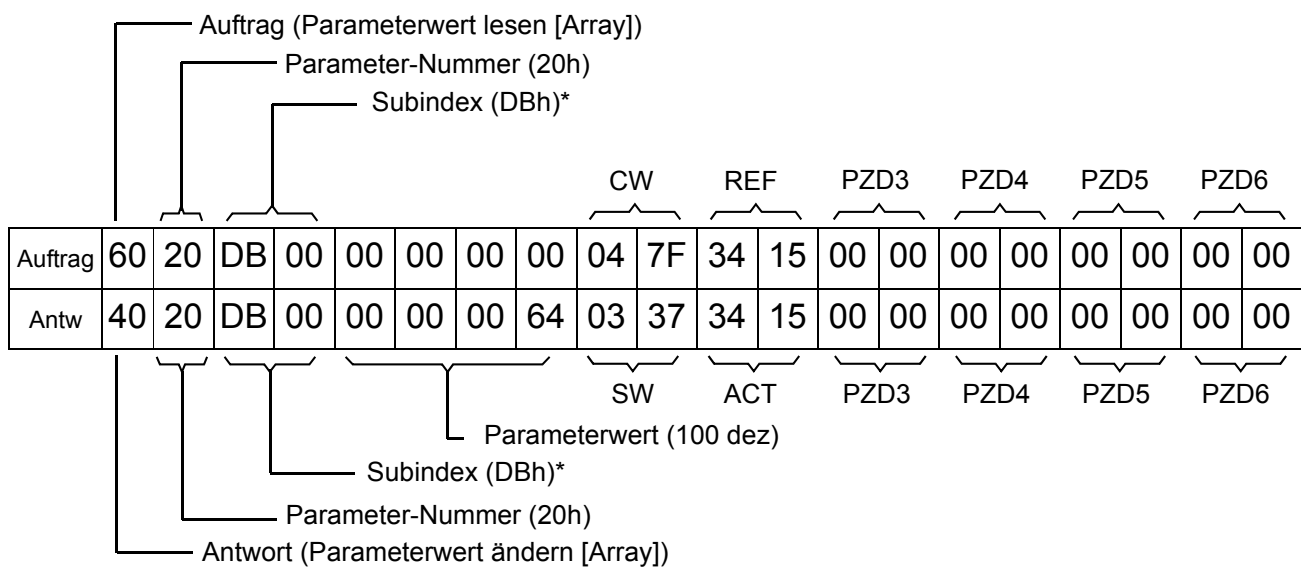 Auftrag (Parameterwert lesen [Array])
Parameter-Nummer (20h)
Subindex (DBh)*
CW REF PZD3 PZD4 PZD5 PZD6
Auftrag 60 20 DB 00 00 00 00 00 04 7F 34 15 00 00 00 00 00 00 00 00
Antw 40 20 DB 00 00 00 00 64 03 37 34 15 00 00 00 00 00 00 00 00
SW ACT PZD3 PZD4 PZD5 PZD6
Parameterwert (100 dez)
Subindex (DBh)*
Parameter-Nummer (20h)
Antwort (Parameterwert ändern [Array])